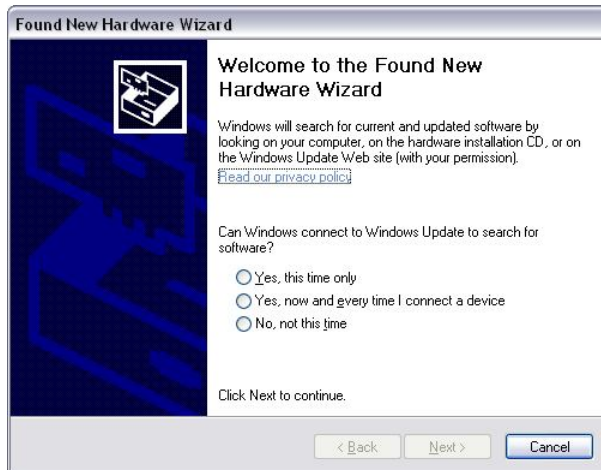 Found New Hardware Wizard
Welcome to the Found New
Hardware Wizard
Windows will search for current and updated software by
looking on your computer, on the hardware installation CD, or on
the Windows Update Web site (with your permission).
Read our privacy policy
Can Windows connect to Windows Update to search for
software?
Yes, this time only
Yes, now and every time I connect a device
No, not this time
Click Next to continue.
< Back
Next >
Cancel